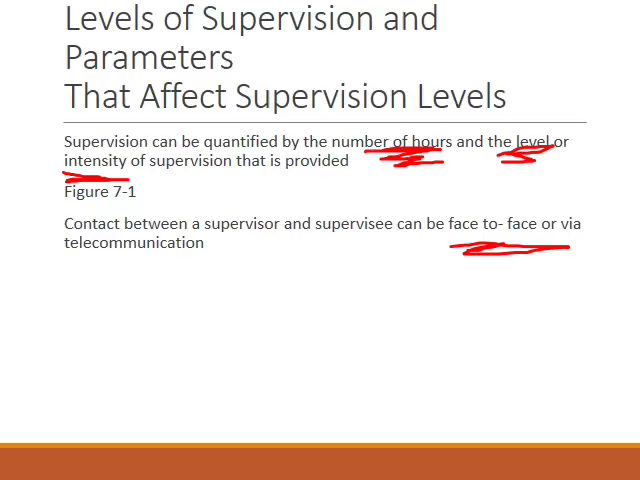 Levels of Supervision and
Parameters
That Affect Supervision Levels
Supervision can be quantified by the number of hours and the level or
intensity of supervision that is provided
Figure 7-1
Contact between a supervisor and supervisee can be face to- face or via
telecommunication